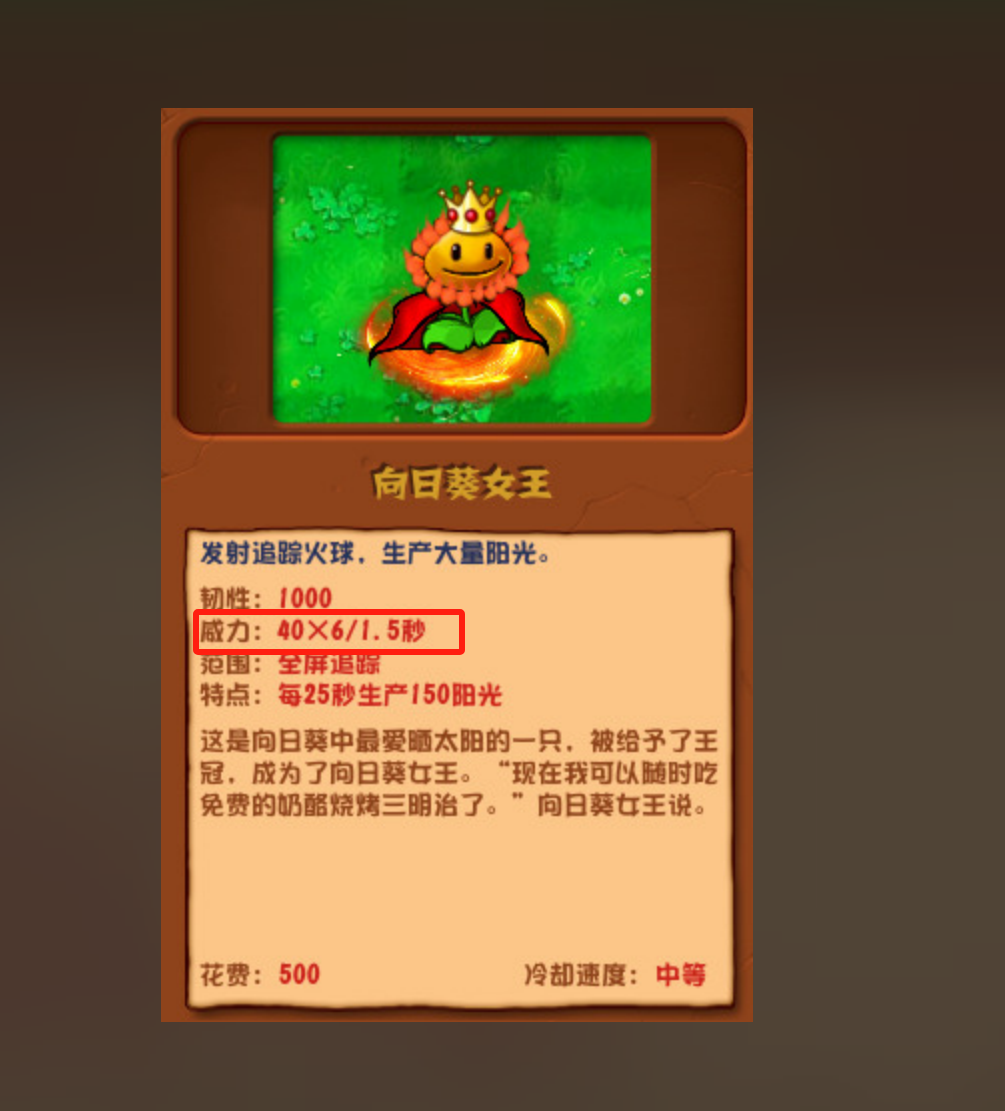 向日葵女王
发射追踪火球，生产大量阳光。
韧性：1000
威力：40×6/1.5秒
范围：全屏追踪
特点：每25秒生产150阳光
这是向日葵中最爱晒太阳的一只，被给予了王
冠，成为了向日葵女王。“现在我可以随时吃
免费的奶酪烧烤三明治了。”向日葵女王说。
花费：500 冷却速度：中等